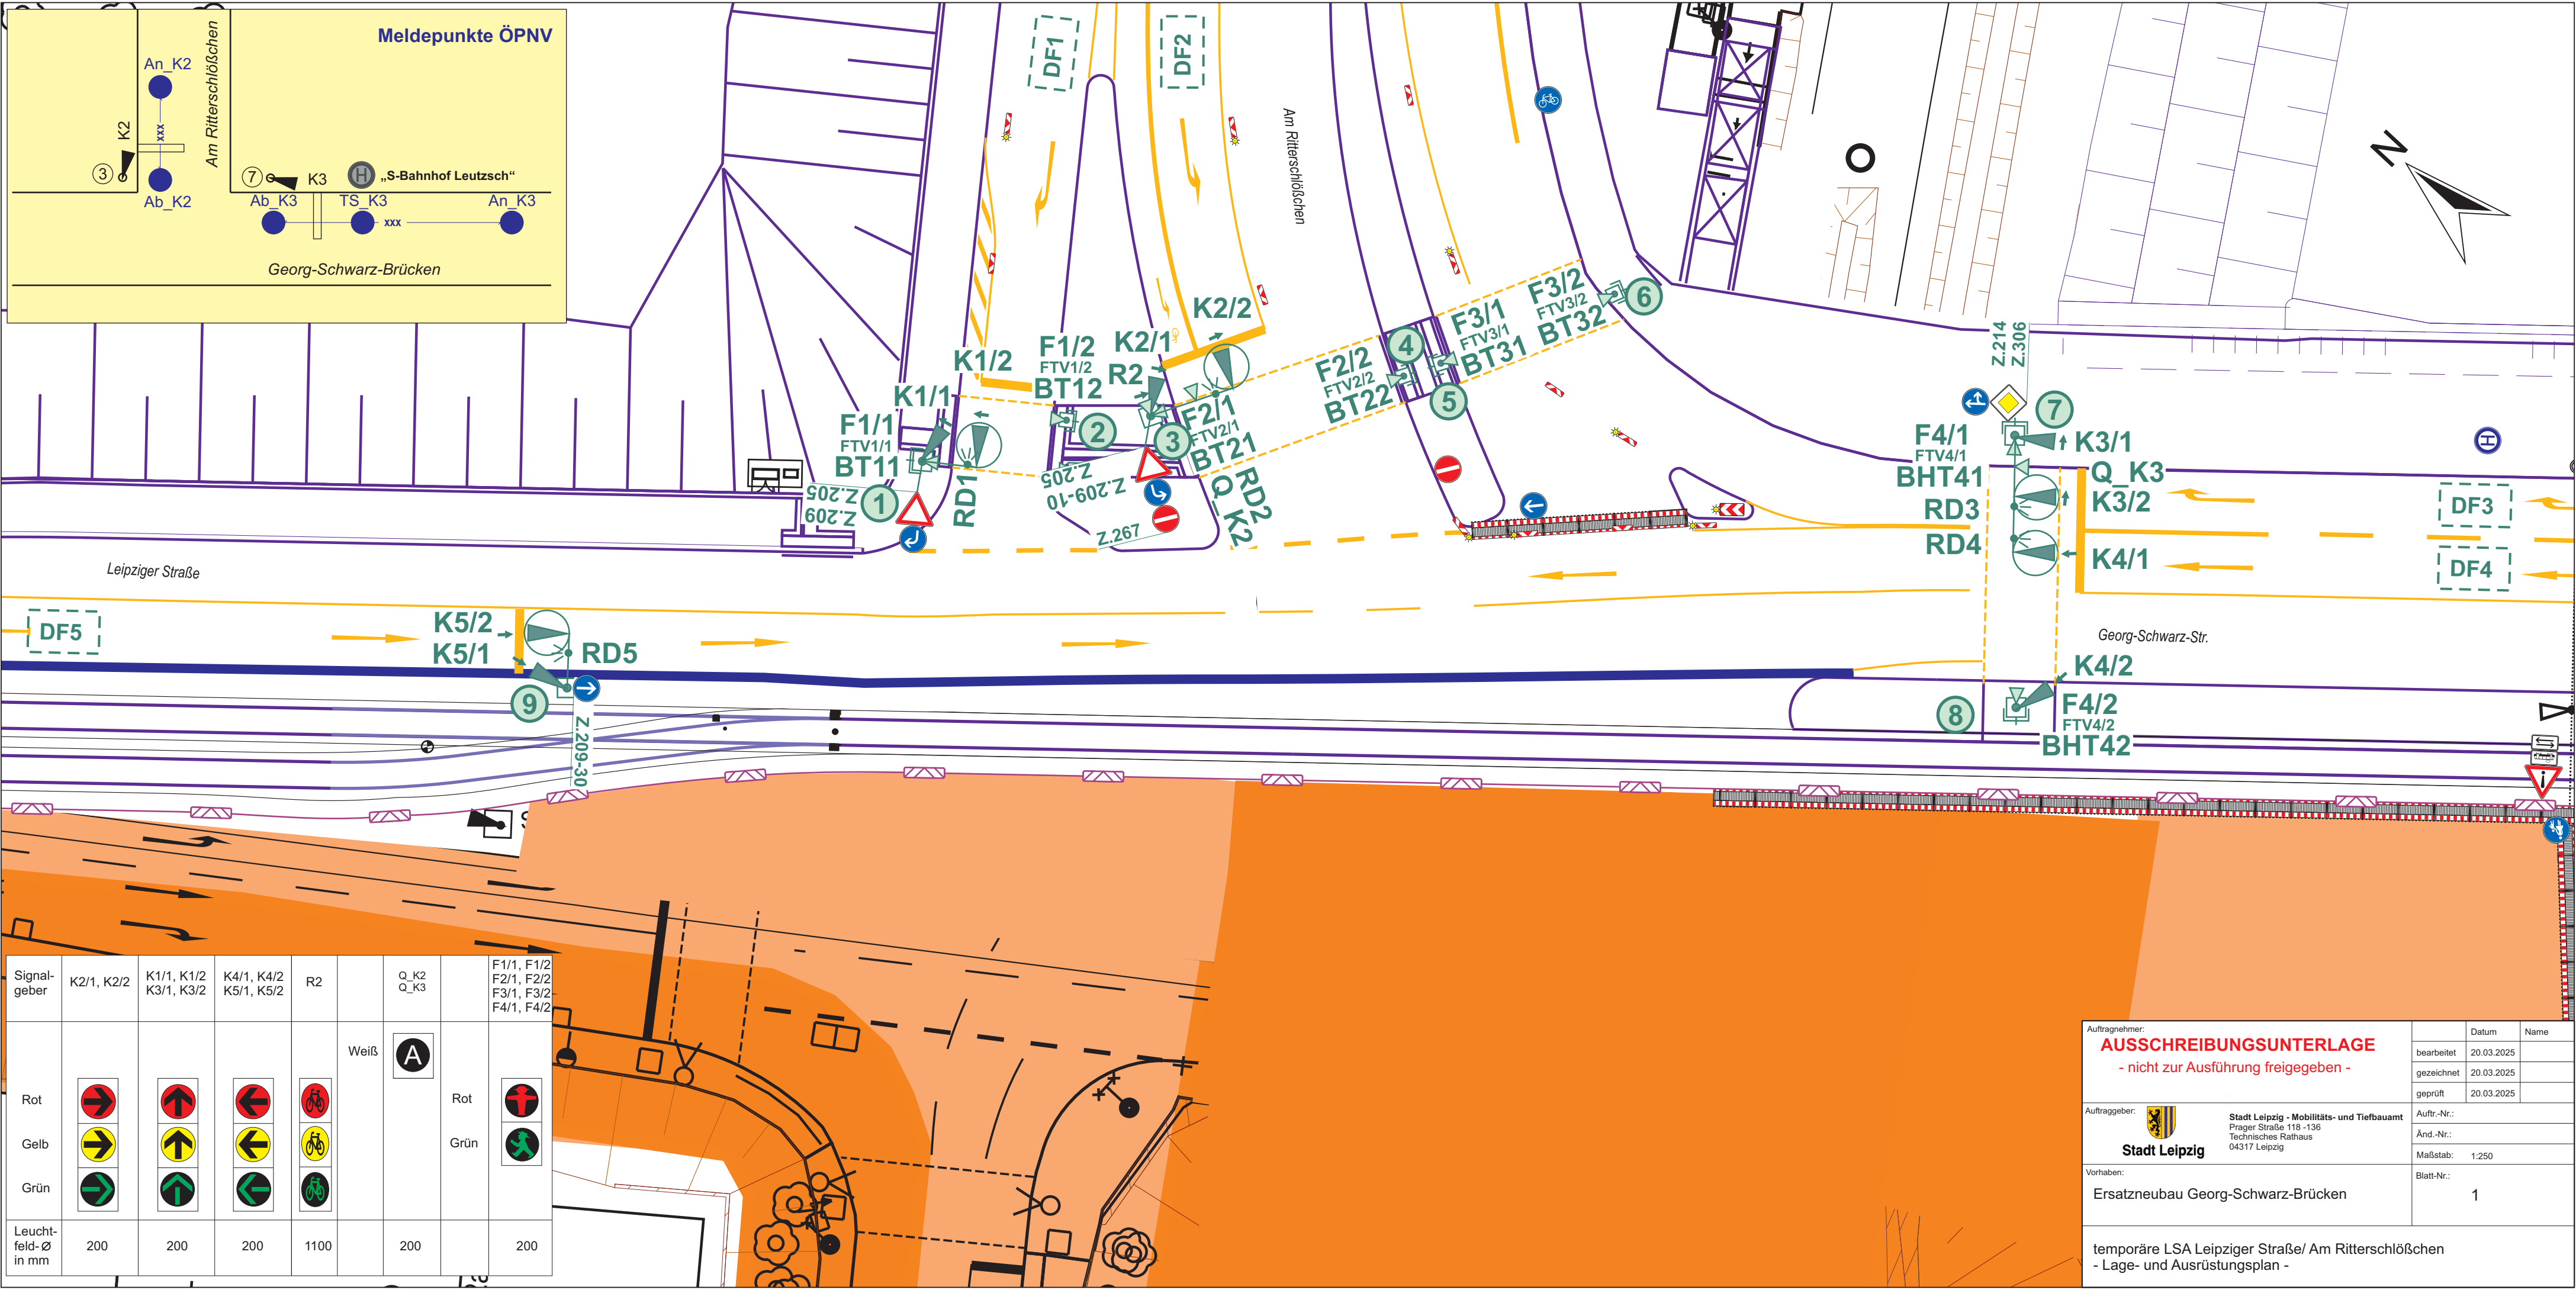 Meldepunkte ÖPNV
An_K2
Am Ritterschlößchen
K2
xxx
3
Ab_K2
7
K3
H
„S-Bahnhof Leutzsch“
Ab_K3
TS_K3
An_K3
xxx
Georg-Schwarz-Brücken
DF1
DF2
Am Ritterschlößchen
N
K2/2
K2/1
R2
K1/2
F1/2
FTV1/2
BT12
K1/1
F1/1
FTV1/1
BT11
1
2
3
RD1
Z.205
Z.209
Z.205
Z.209-10
Z.267
F2/1
FTV2/1
BT21
RD2
Q_K2
F2/2
FTV2/2
BT22
4
5
F3/1
FTV3/1
BT31
F3/2
FTV3/2
BT32
6
Z.214
Z.306
7
F4/1
FTV4/1
BHT41
K3/1
Q_K3
K3/2
RD3
RD4
K4/1
H
DF3
DF4
Leipziger Straße
Georg-Schwarz-Str.
DF5
K5/2
K5/1
RD5
9
Z.209-30
K4/2
8
F4/2
FTV4/2
BHT42
Signal-
geber
K2/1, K2/2
K1/1, K1/2
K3/1, K3/2
K4/1, K4/2
K5/1, K5/2
R2
Q_K2
Q_K3
F1/1, F1/2
F2/1, F2/2
F3/1, F3/2
F4/1, F4/2
Weiß
A
Rot
Rot
Gelb
Grün
Grün
Leucht-
feld-Ø
in mm
200
200
200
1100
200
200
Auftragnehmer:
AUSSCHREIBUNGSUNTERLAGE
- nicht zur Ausführung freigegeben -
Datum
Name
bearbeitet
20.03.2025
gezeichnet
20.03.2025
geprüft
20.03.2025
Auftraggeber:
Stadt Leipzig
Stadt Leipzig - Mobilitäts- und Tiefbauamt
Prager Straße 118 -136
Technisches Rathaus
04317 Leipzig
Auftr.-Nr.:
Änd.-Nr.:
Maßstab:
1:250
Vorhaben:
Ersatzneubau Georg-Schwarz-Brücken
Blatt-Nr.:
1
temporäre LSA Leipziger Straße/ Am Ritterschlößchen
- Lage- und Ausrüstungsplan -